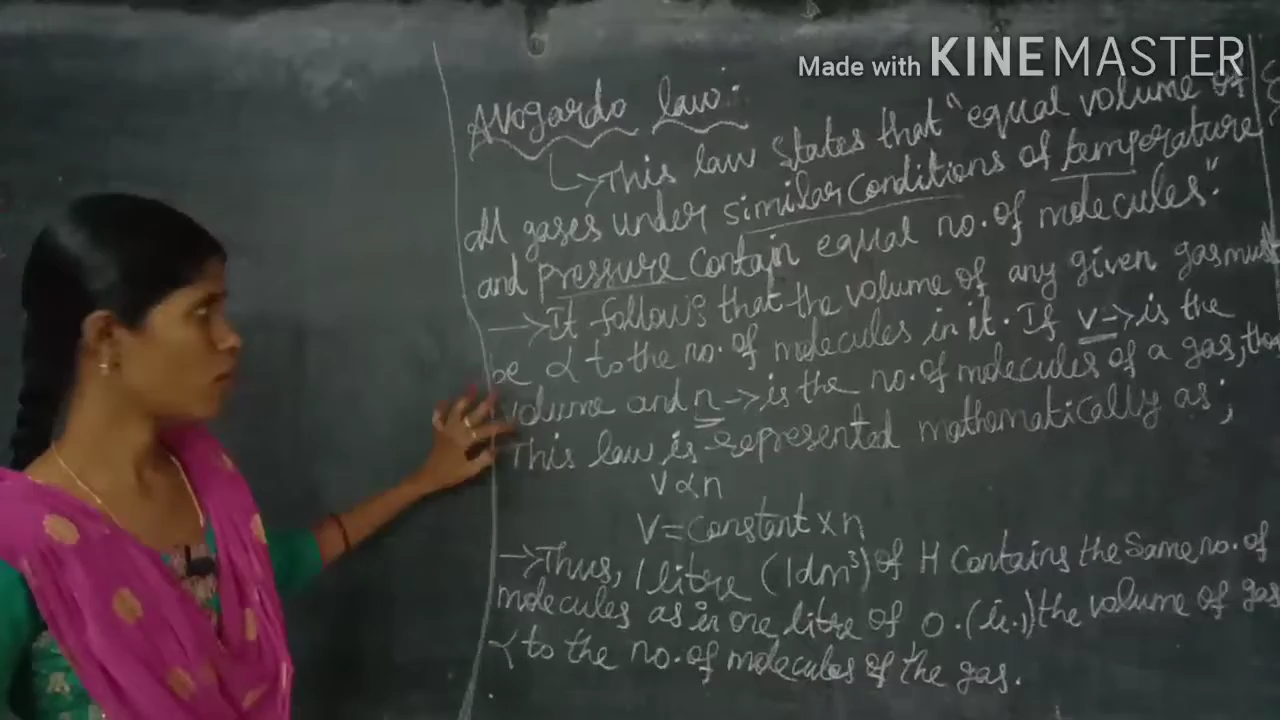 Made with KINEMASTER
Avogardo law:
↳ This law states that "equal volume of
all gases under similar conditions of temperature
and pressure contain equal no. of molecules".
→ It follows that the volume of any given gas must
be α to the no. of molecules in it. If v → is the
volume and n → is the no. of molecules of a gas, then
This law is represented mathematically as;
V α n
V = Constant × n
→ Thus, 1 litre (1dm³) of H Contains the Same no. of
molecules as in one litre of O. (i.e.) the volume of gas
α to the no. of molecules of the gas.